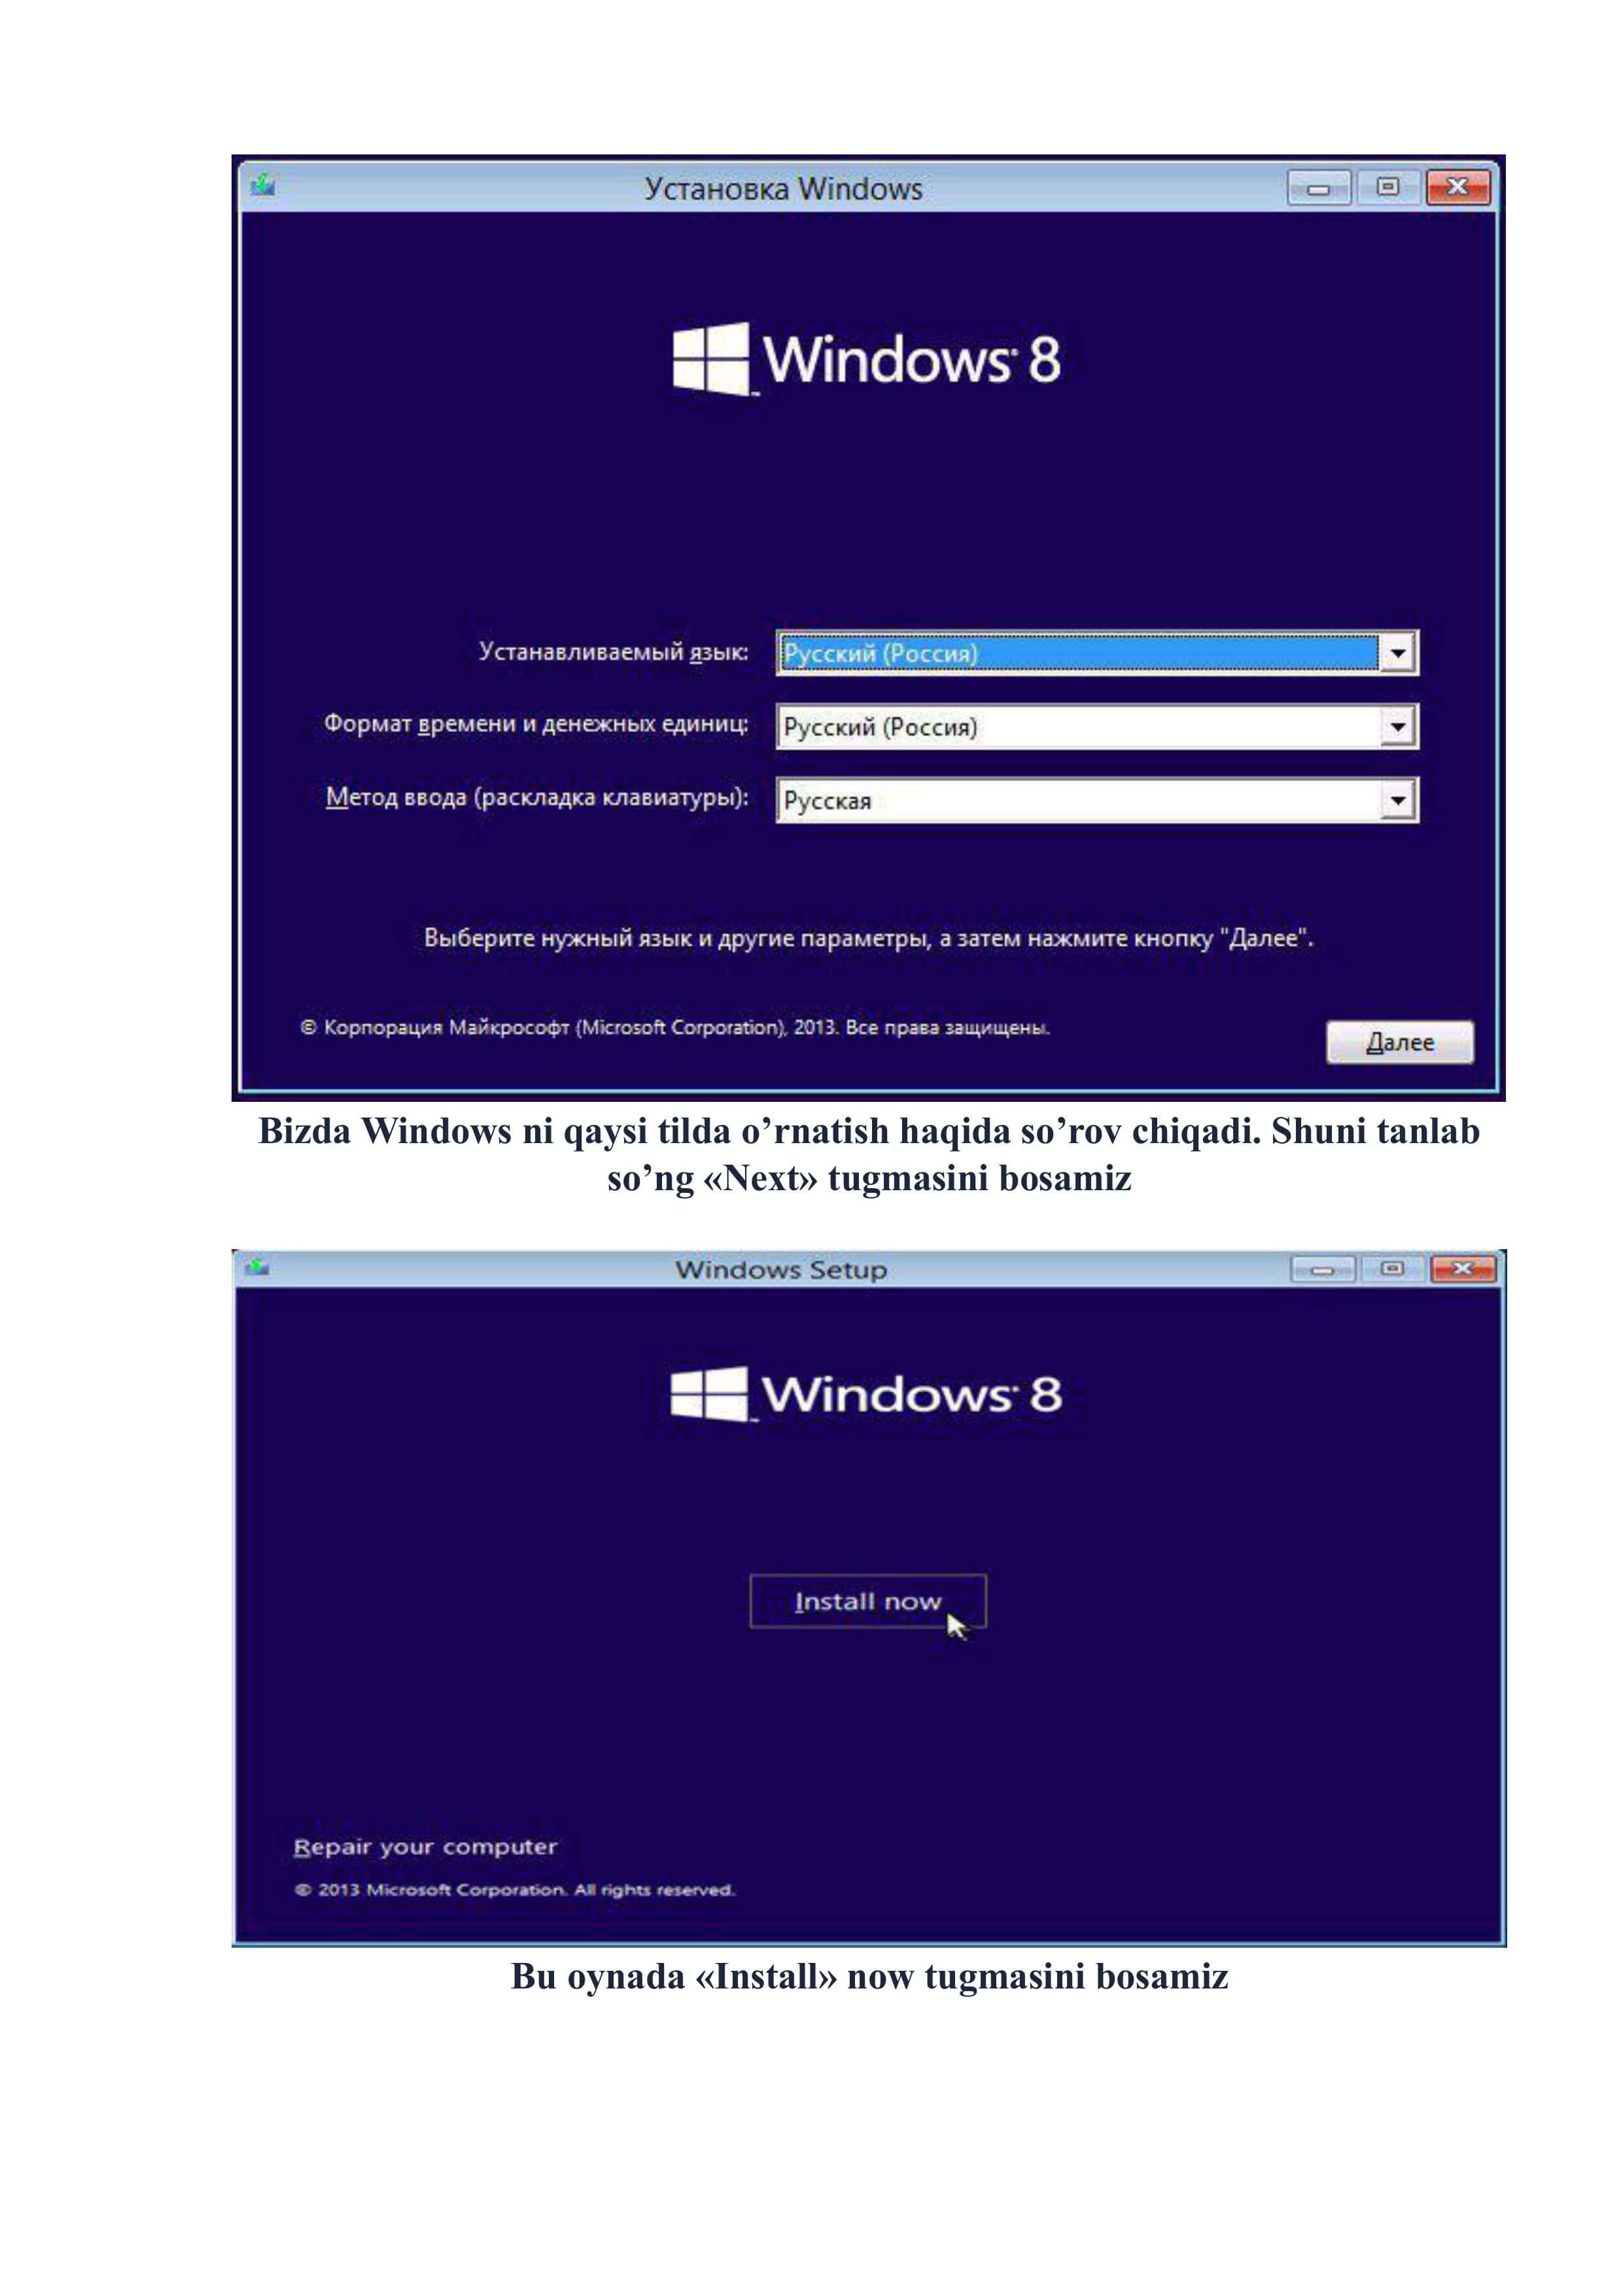 Установка Windows
Windows 8
Устанавливаемый язык: Русский (Россия)
Формат времени и денежных единиц: Русский (Россия)
Метод ввода (раскладка клавиатуры): Русская
Выберите нужный язык и другие параметры, а затем нажмите кнопку "Далее".
© Корпорация Майкрософт (Microsoft Corporation), 2013. Все права защищены.
Далее
Bizda Windows ni qaysi tilda o’rnatish haqida so’rov chiqadi. Shuni tanlab
so’ng «Next» tugmasini bosamiz
Windows Setup
Windows 8
Install now
Repair your computer
© 2013 Microsoft Corporation. All rights reserved.
Bu oynada «Install» now tugmasini bosamiz